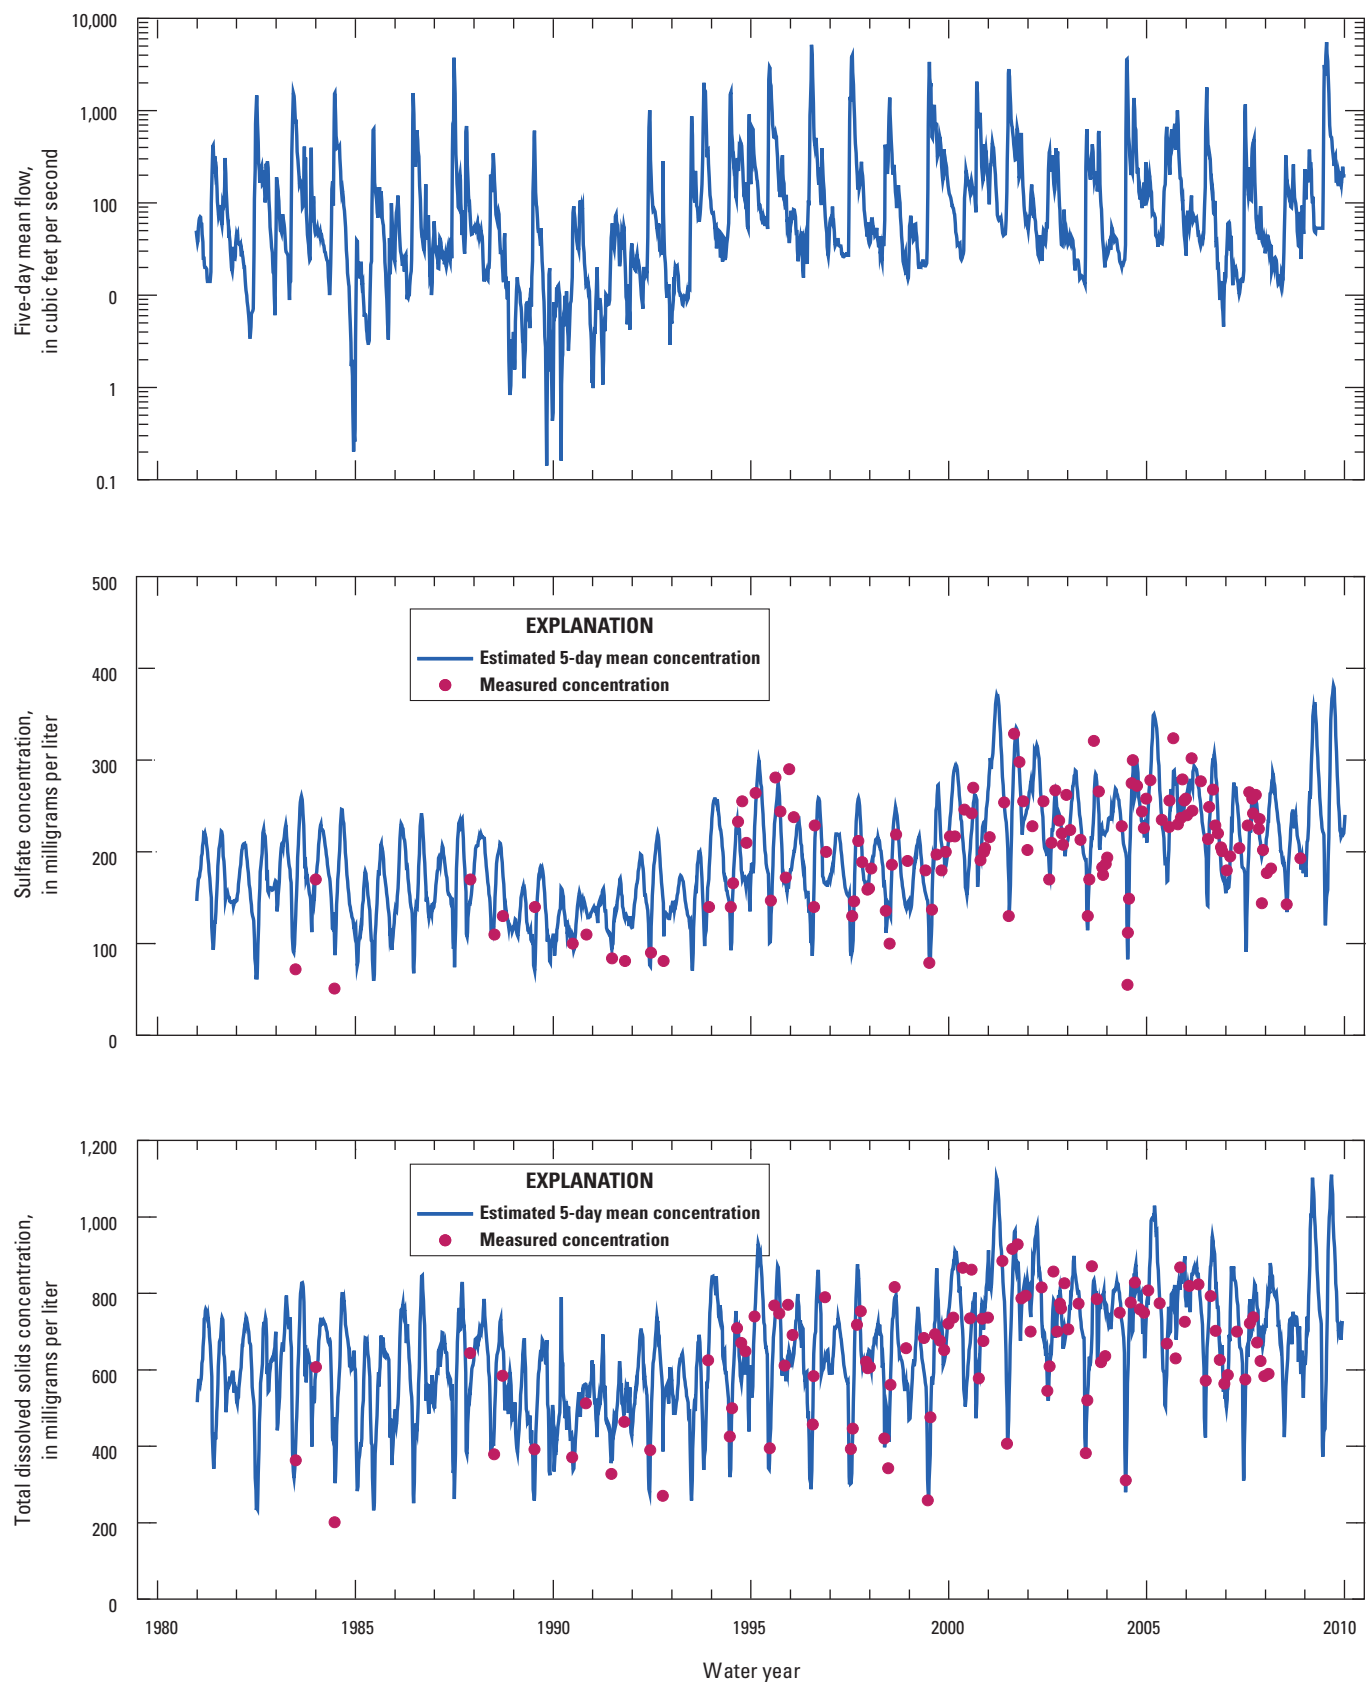 10,000
1,000
100
0
1
0.1
Five-day mean flow,
in cubic feet per second
500
400
300
200
100
0
Sulfate concentration,
in milligrams per liter
EXPLANATION
Estimated 5-day mean concentration
Measured concentration
1,200
1,000
800
600
400
200
0
Total dissolved solids concentration,
in milligrams per liter
EXPLANATION
Estimated 5-day mean concentration
Measured concentration
1980 1985 1990 1995 2000 2005 2010
Water year